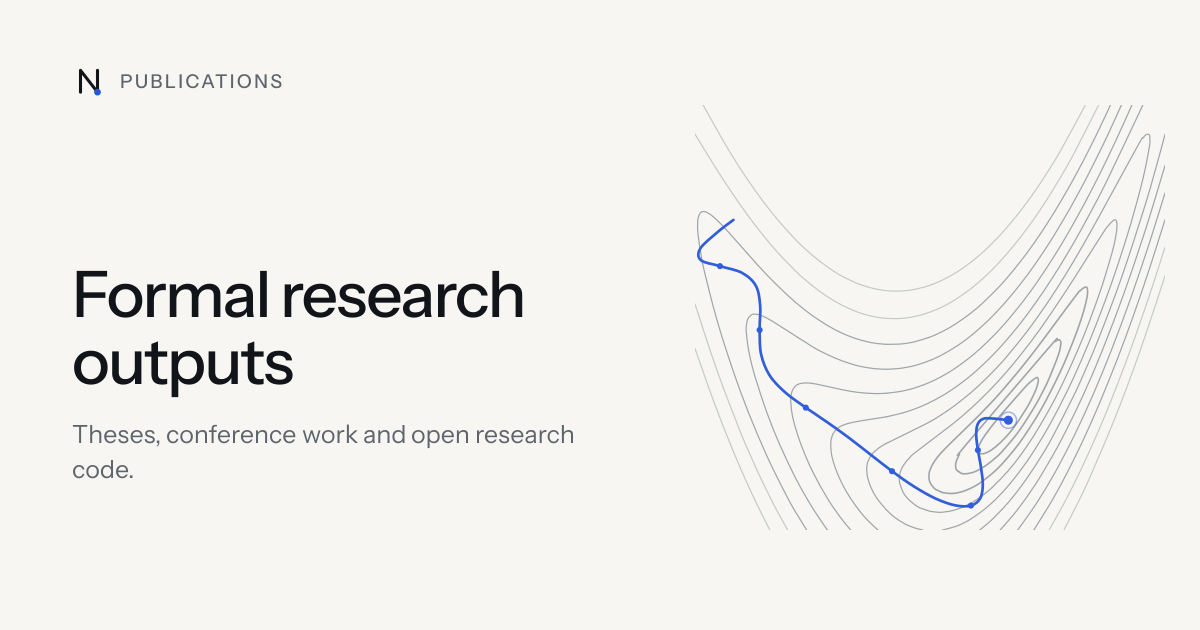 N
PUBLICATIONS
Formal research
outputs
Theses, conference work and open research
code.